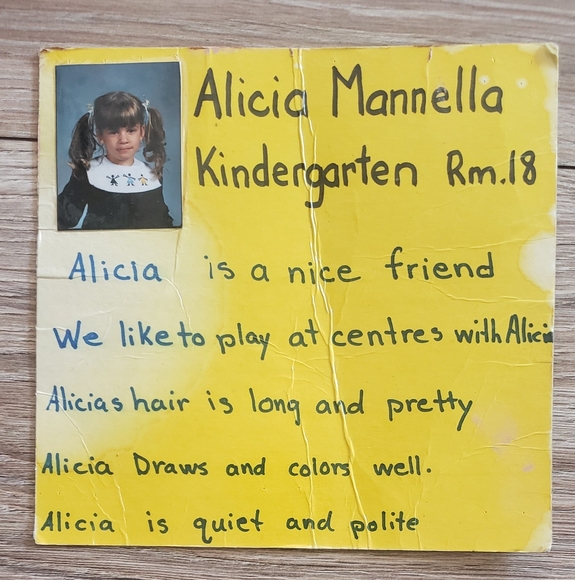 Alicia Mannella
Kindergarten Rm.18
Alicia is a nice friend
We like to play at centres with Alicia
Alicias hair is long and pretty
Alicia Draws and colors well.
Alicia is quiet and polite